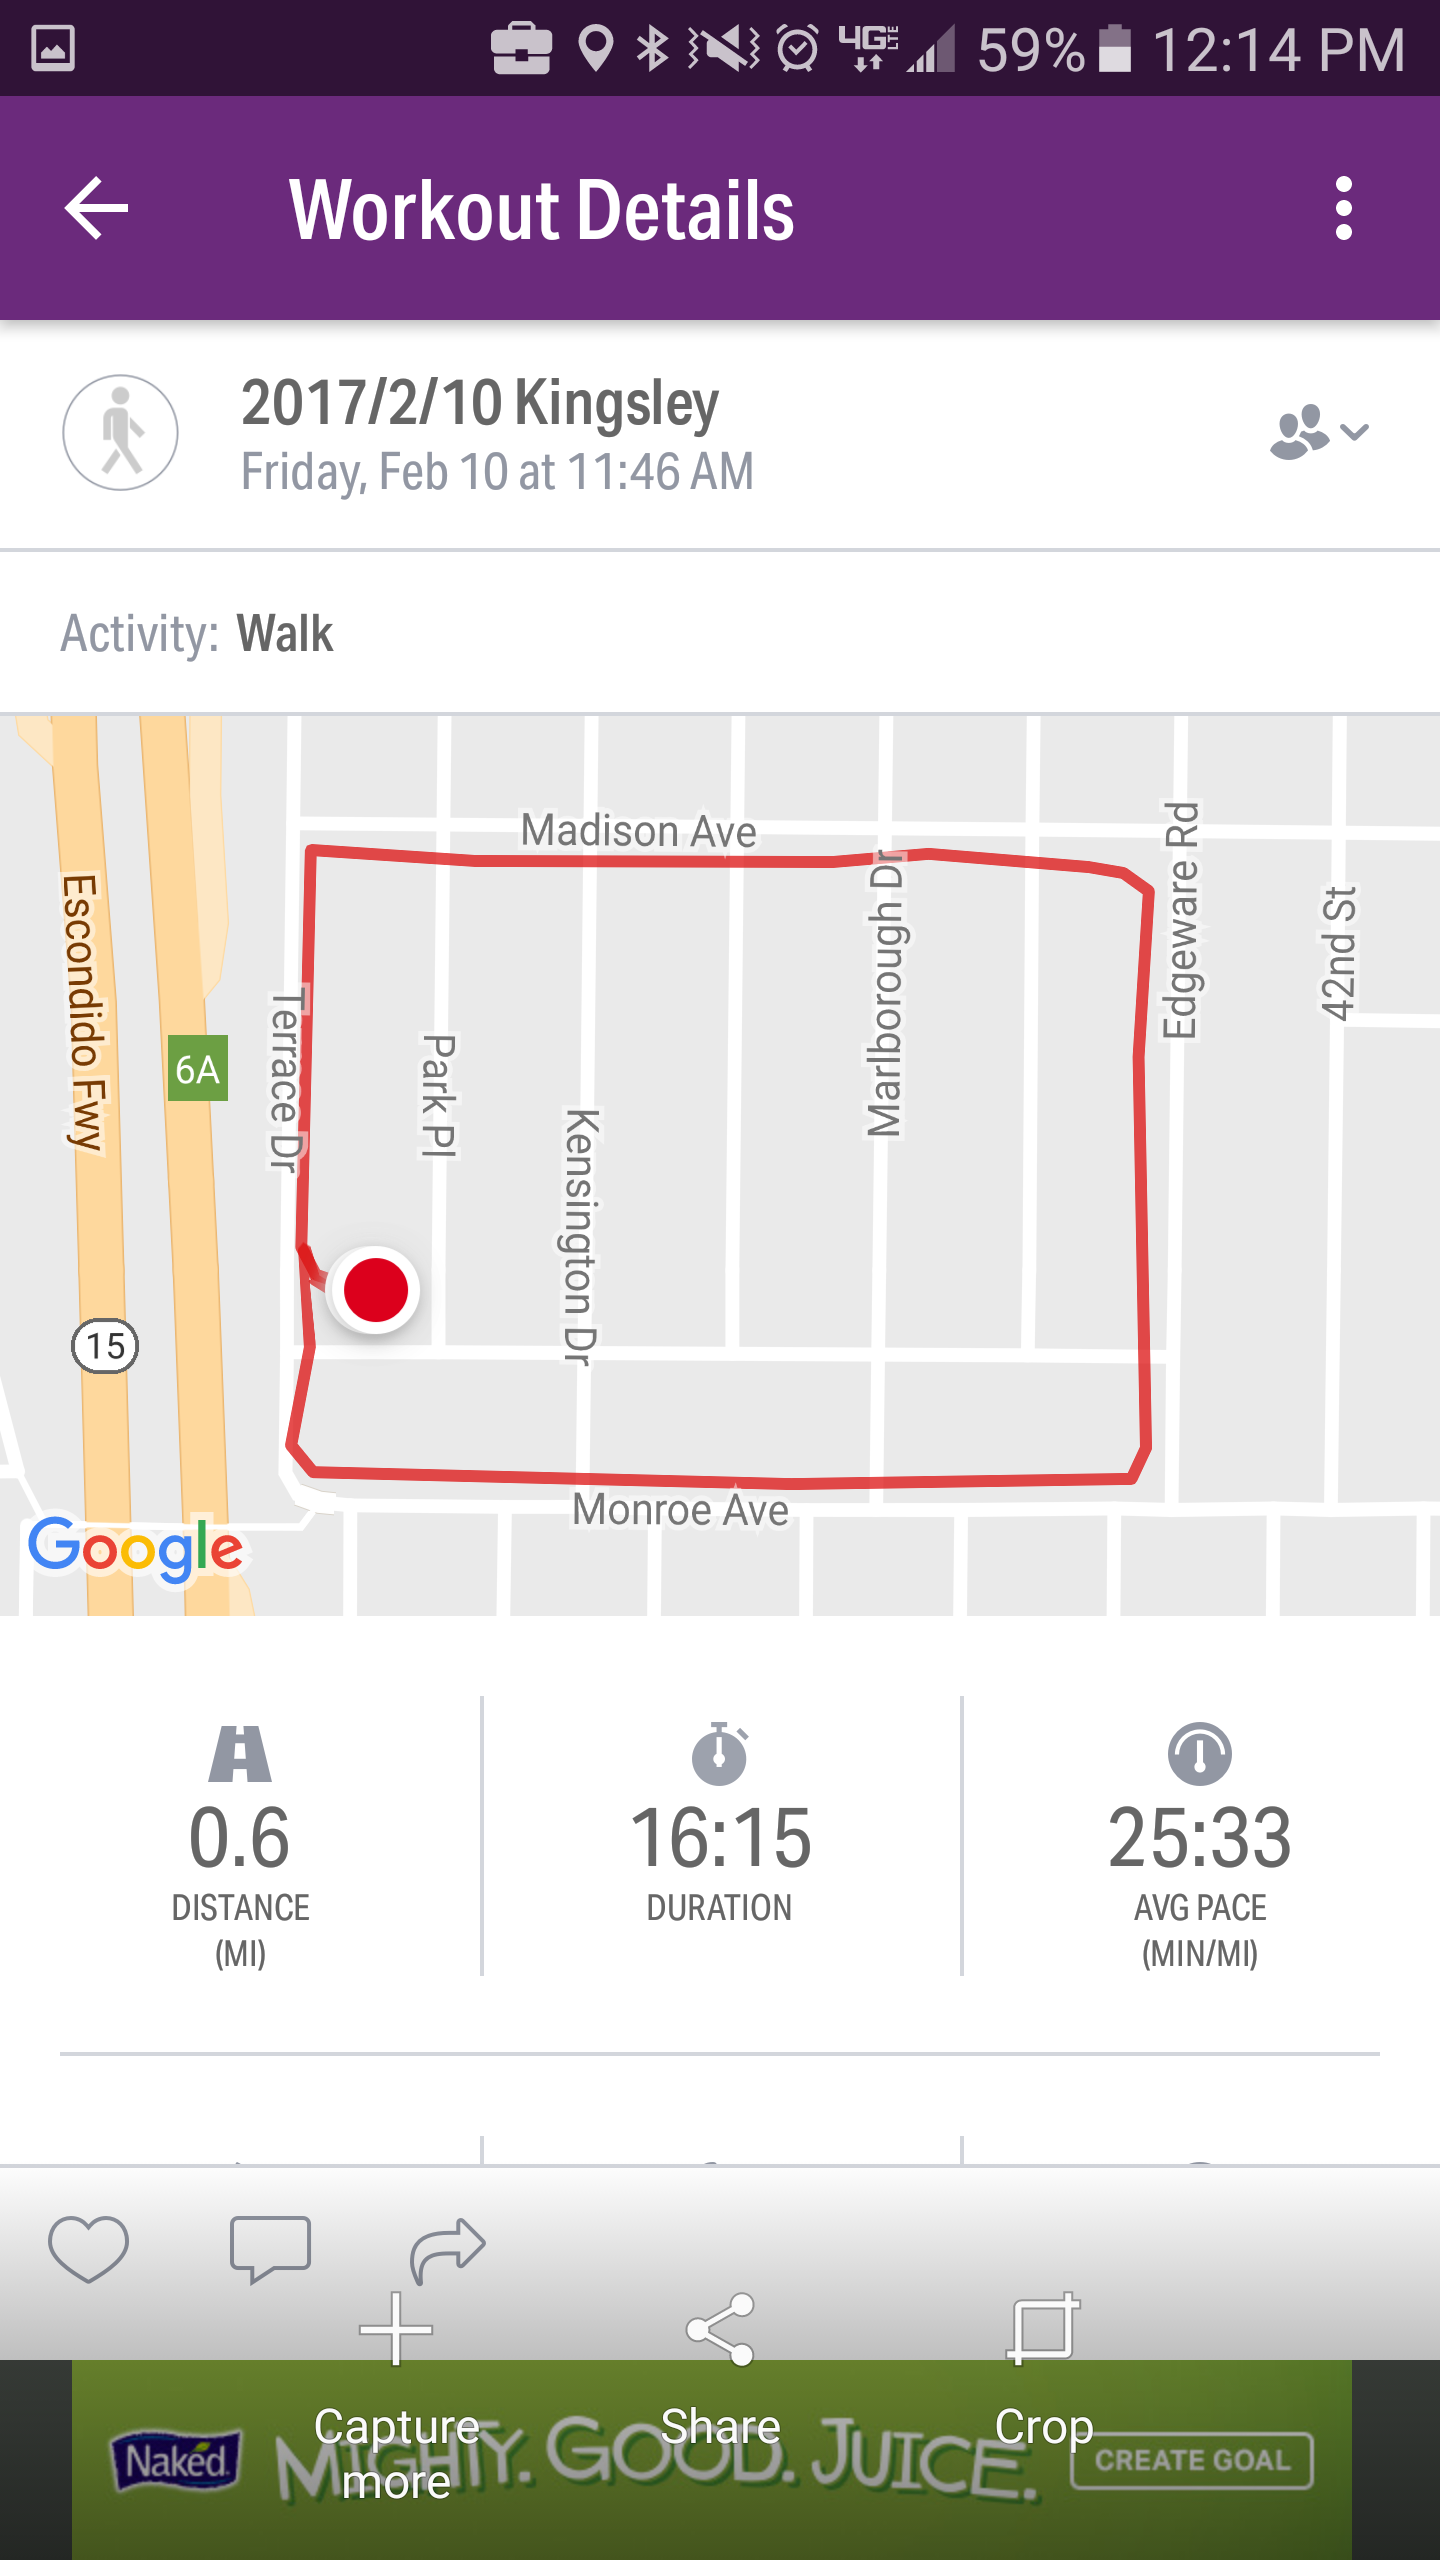 4G LTE 59% 12:14 PM
Workout Details
2017/2/10 Kingsley
Friday, Feb 10 at 11:46 AM
Activity: Walk
Madison Ave
Escondido Fwy
6A
Terrace Dr
Park Pl
Kensington Dr
Marlborough Dr
Edgeware Rd
42nd St
15
Monroe Ave
Google
0.6
DISTANCE
(MI)
16:15
DURATION
25:33
AVG PACE
(MIN/MI)
Capture
more
Share
Crop
Naked
MIGHTY. GOOD. JUICE.
CREATE GOAL